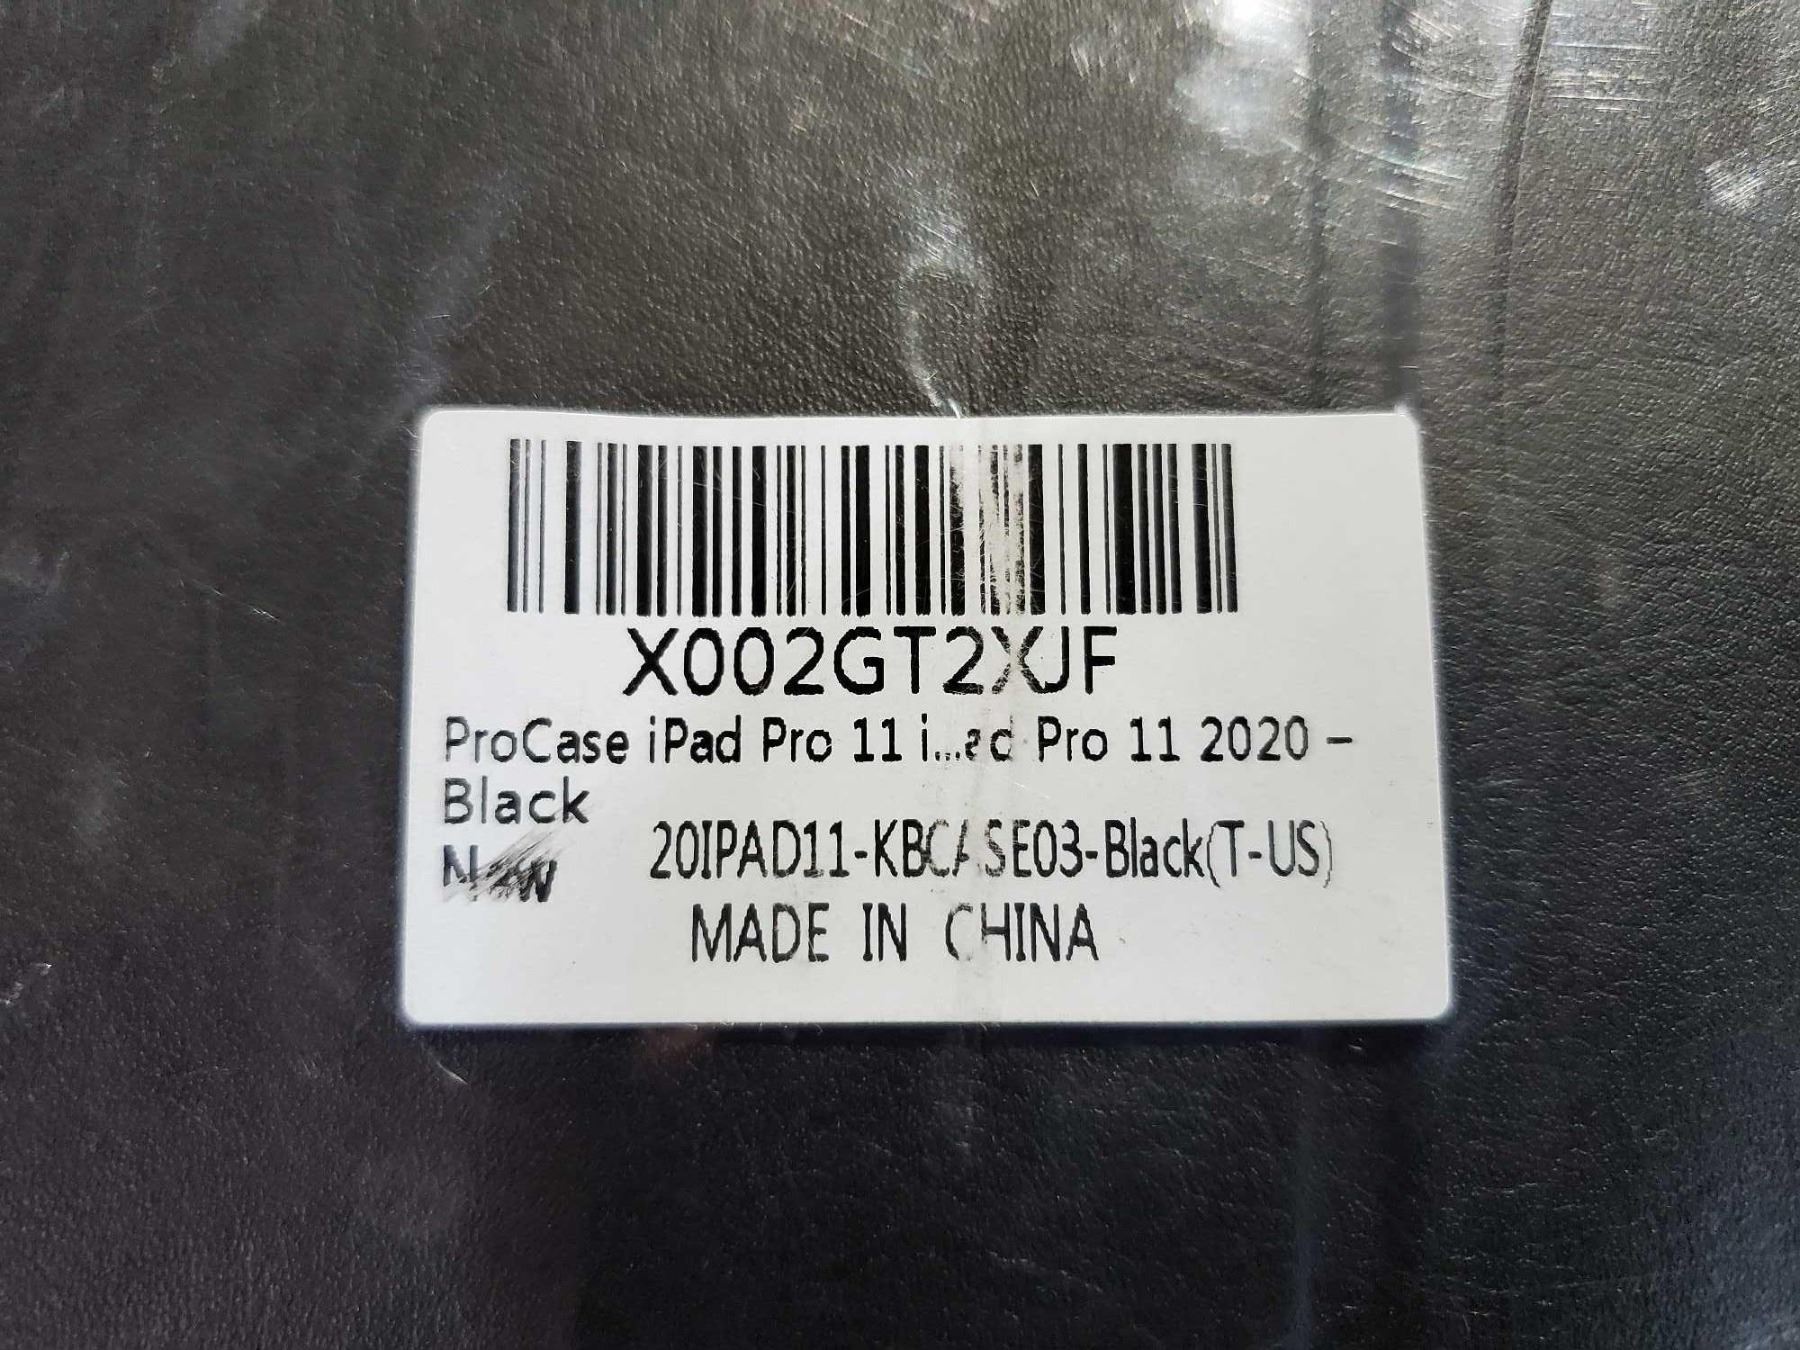 X002GT2XJF
ProCase iPad Pro 11 i...ad Pro 11 2020 –
Black
New
20IPAD11-KBCASE03-Black(T-US)
MADE IN CHINA